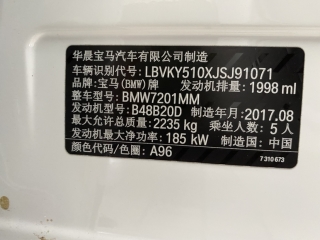 华晨宝马汽车有限公司制造
车辆识别代号: LBVKY510XJSJ91071
品牌: 宝马(BMW)牌 发动机排量: 1998 ml
整车型号: BMW7201MM
发动机型号: B48B20D 制造年月: 2017.08
最大允许总质量: 2235 kg 乘坐人数: 5 人
发动机最大净功率: 185 kW 制造国: 中国
颜色代码/色圈: A96
7 310 673